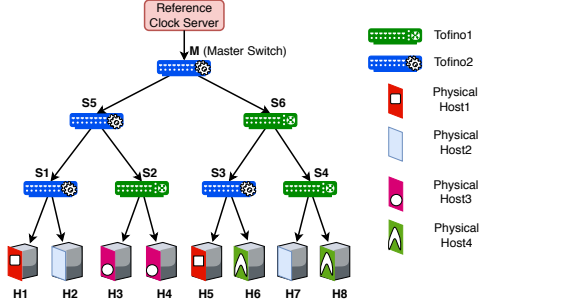 Reference
Clock Server
M (Master Switch)
S5
S6
S1
S2
S3
S4
H1
H2
H3
H4
H5
H6
H7
H8
Tofino1
Tofino2
Physical
Host1
Physical
Host2
Physical
Host3
Physical
Host4